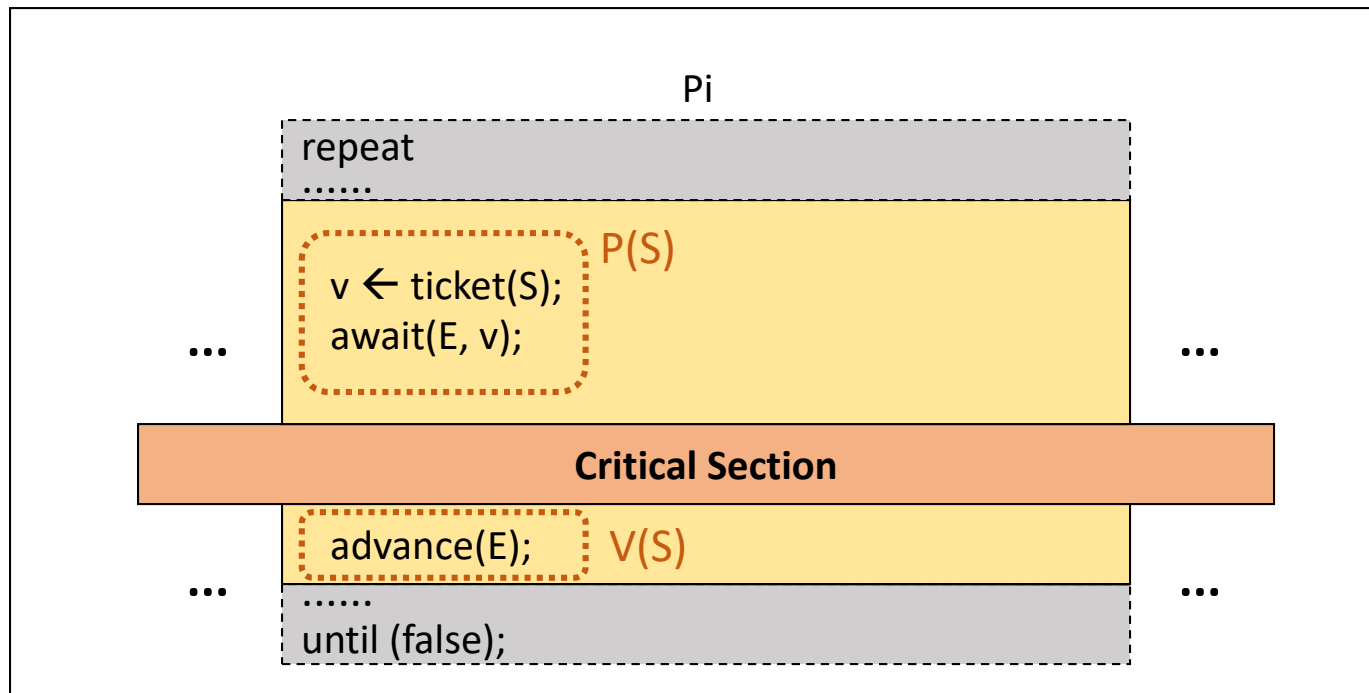 Pi
repeat
......
P(S)
v ← ticket(S);
await(E, v);
... ...
Critical Section
advance(E); V(S)
... ...
......
until (false);